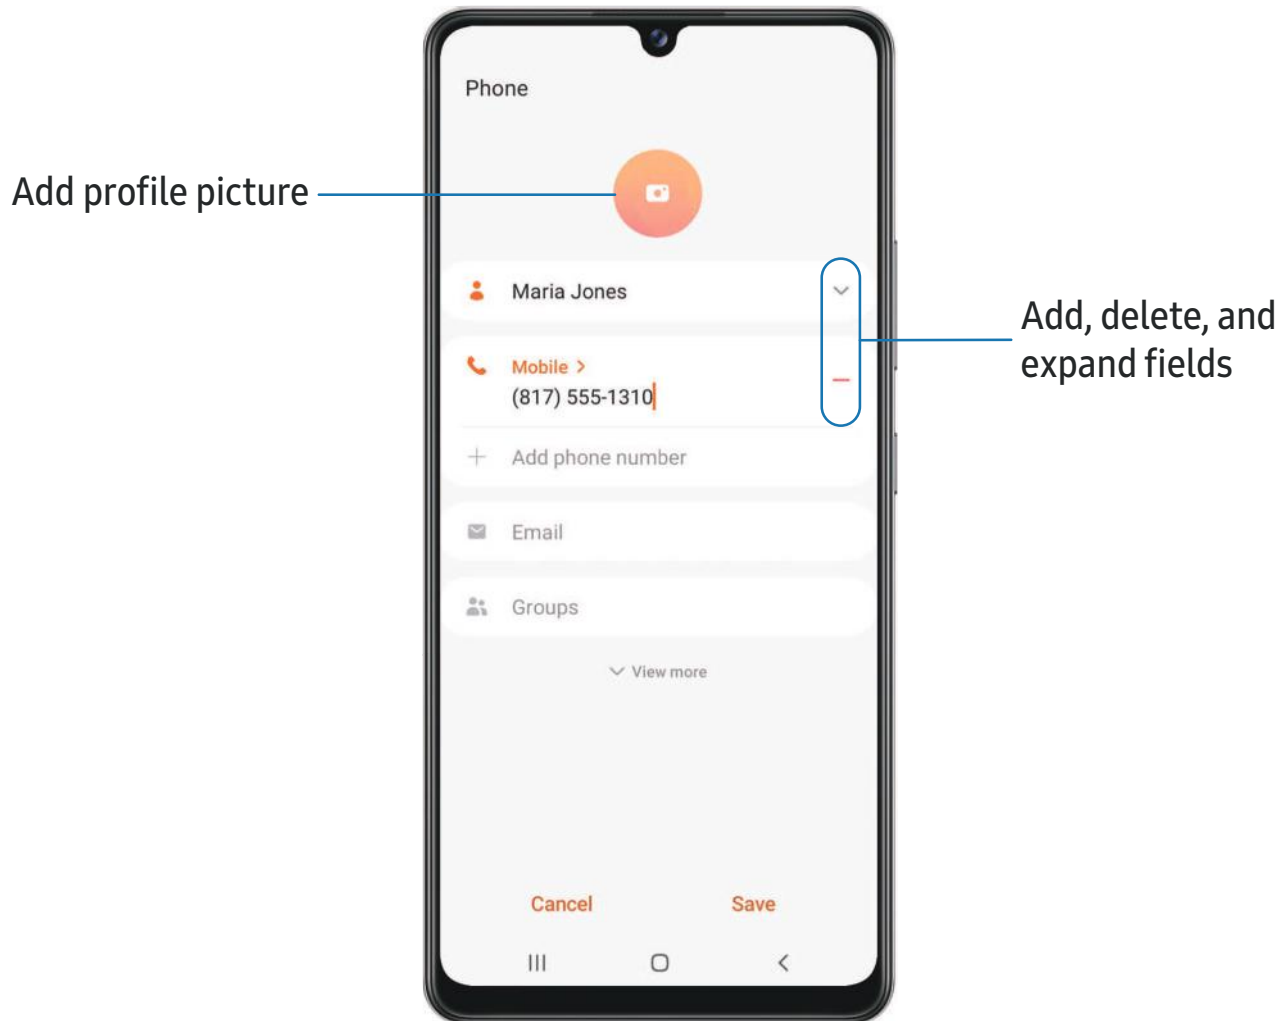 Phone
Add profile picture
Maria Jones
Add, delete, and
expand fields
Mobile >
(817) 555-1310
Add phone number
Email
Groups
View more
Cancel
Save